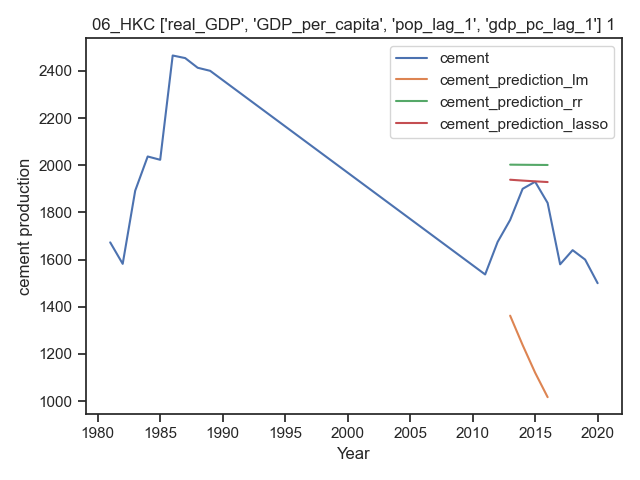 06_HKC ['real_GDP', 'GDP_per_capita', 'pop_lag_1', 'gdp_pc_lag_1'] 1
cement
cement_prediction_lm
cement_prediction_rr
cement_prediction_lasso
cement production
2400
2200
2000
1800
1600
1400
1200
1000
1980 1985 1990 1995 2000 2005 2010 2015 2020
Year